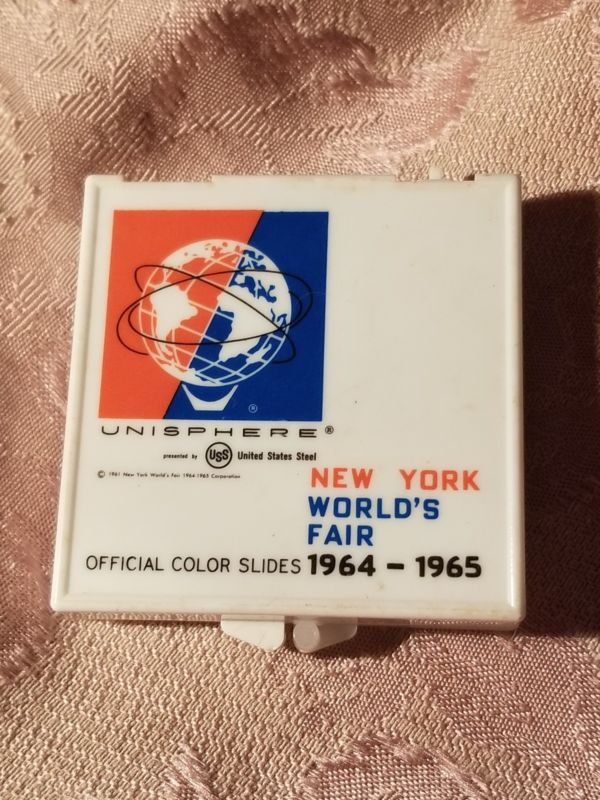 ®
UNISPHERE®
presented by USS United States Steel
© 1961 New York World's Fair 1964-1965 Corporation
NEW YORK
WORLD'S
FAIR
OFFICIAL COLOR SLIDES 1964 - 1965